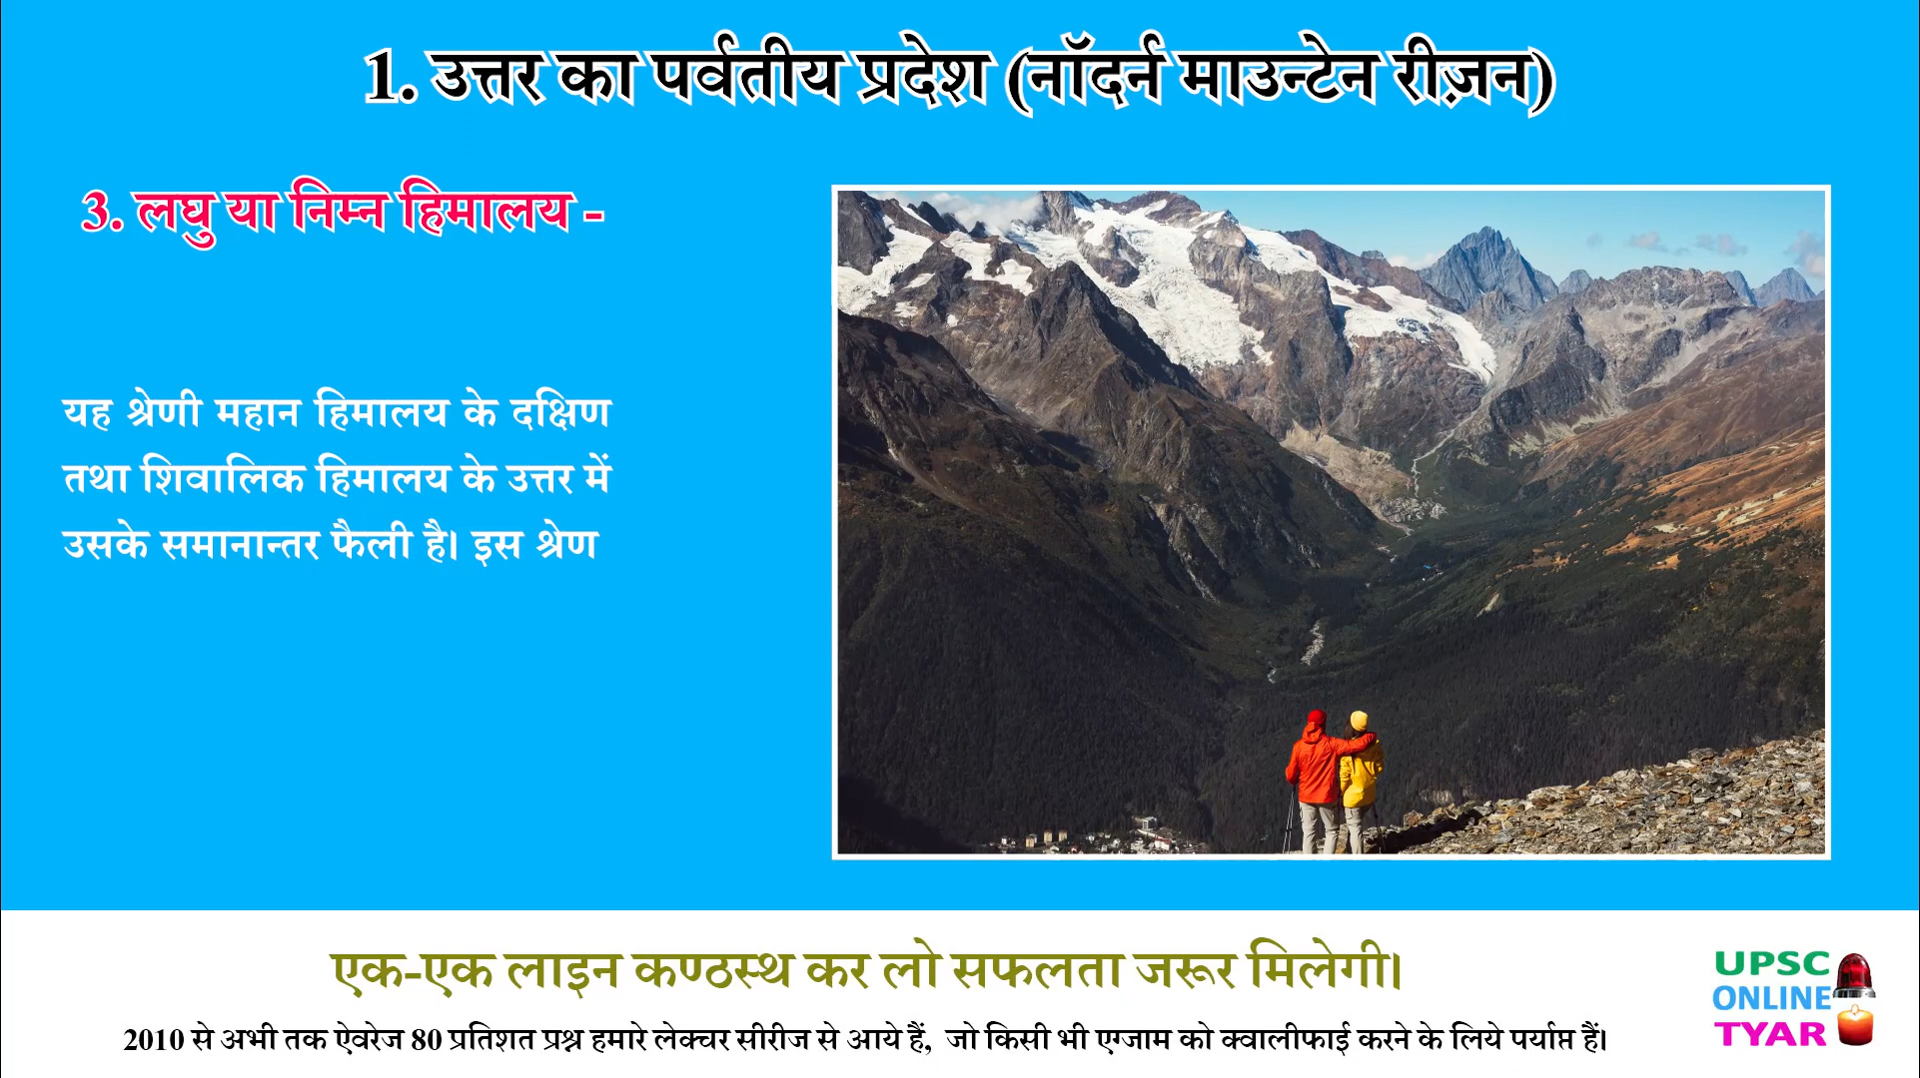 1. उत्तर का पर्वतीय प्रदेश (नॉदर्न माउन्टेन रीज़न)
3. लघु या निम्न हिमालय -
यह श्रेणी महान हिमालय के दक्षिण
तथा शिवालिक हिमालय के उत्तर में
उसके समानान्तर फैली है। इस श्रेण
एक-एक लाइन कण्ठस्थ कर लो सफलता जरूर मिलेगी।
2010 से अभी तक ऐवरेज 80 प्रतिशत प्रश्न हमारे लेक्चर सीरीज से आये हैं, जो किसी भी एग्जाम को क्वालीफाई करने के लिये पर्याप्त हैं।
UPSC
ONLINE
TYAR